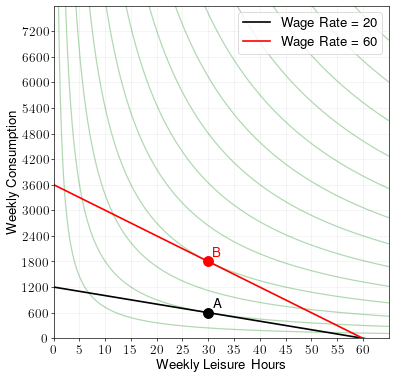 Wage Rate = 20
Wage Rate = 60
Weekly Consumption
7200
6600
6000
5400
4800
4200
3600
3000
2400
1800
1200
600
0
B
A
0 5 10 15 20 25 30 35 40 45 50 55 60
Weekly Leisure Hours